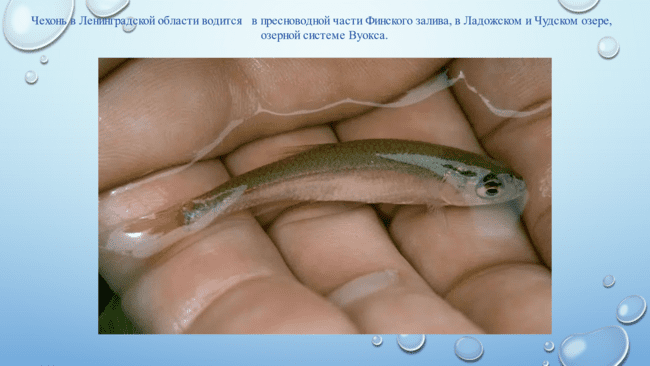 Чехонь в Ленинградской области водится   в пресноводной части Финского залива, в Ладожском и Чудском озере,
озерной системе Вуокса.